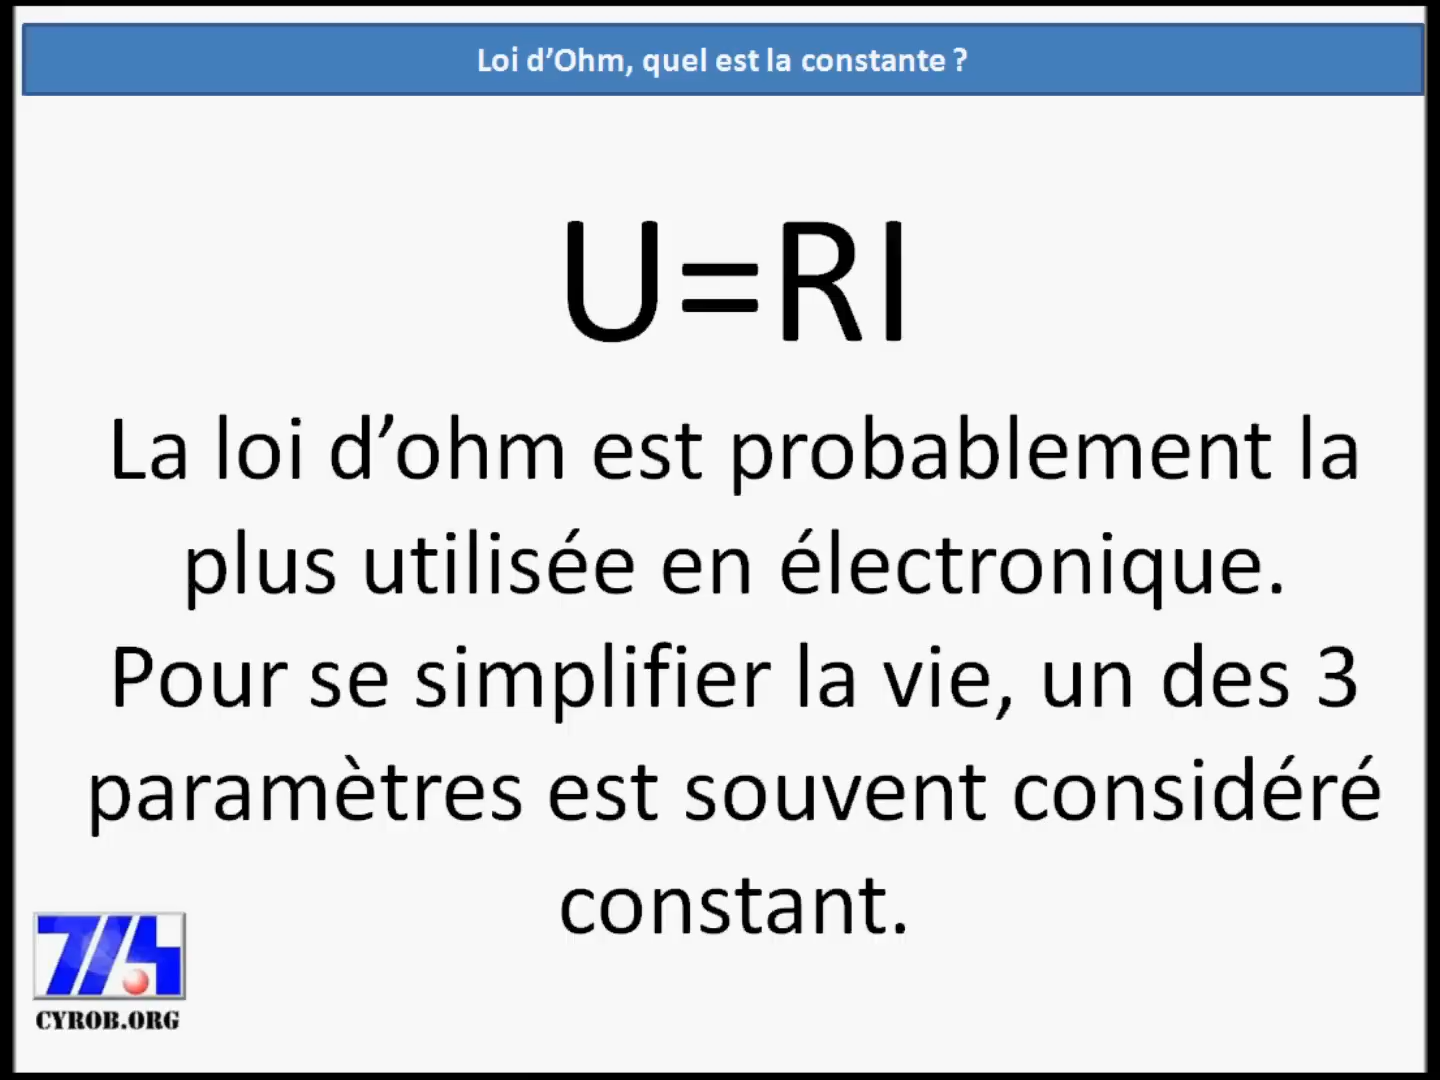 Loi d’Ohm, quel est la constante ?
U=RI
La loi d’ohm est probablement la
plus utilisée en électronique.
Pour se simplifier la vie, un des 3
paramètres est souvent considéré
constant.
CYROB.ORG